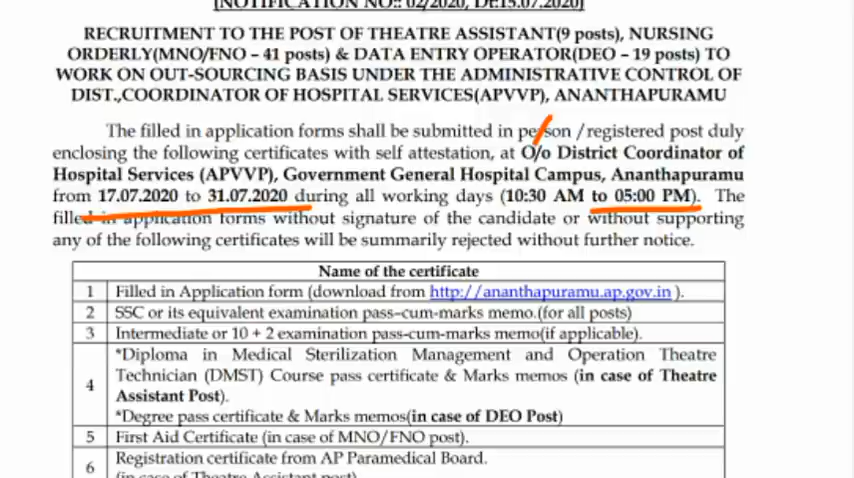 [NOTIFICATION NO.: 02/2020, Dt:15.07.2020]
RECRUITMENT TO THE POST OF THEATRE ASSISTANT(9 posts), NURSING
ORDERLY(MNO/FNO – 41 posts) & DATA ENTRY OPERATOR(DEO – 19 posts) TO
WORK ON OUT-SOURCING BASIS UNDER THE ADMINISTRATIVE CONTROL OF
DIST.,COORDINATOR OF HOSPITAL SERVICES(APVVP), ANANTHAPURAMU
The filled in application forms shall be submitted in person /registered post duly
enclosing the following certificates with self attestation, at O/o District Coordinator of
Hospital Services (APVVP), Government General Hospital Campus, Ananthapuramu
from 17.07.2020 to 31.07.2020 during all working days (10:30 AM to 05:00 PM). The
filled in application forms without signature of the candidate or without supporting
any of the following certificates will be summarily rejected without further notice.
Name of the certificate
1 Filled in Application form (download from http://ananthapuramu.ap.gov.in ).
2 SSC or its equivalent examination pass–cum-marks memo.(for all posts)
3 Intermediate or 10 + 2 examination pass-cum-marks memo(if applicable).
4 *Diploma in Medical Sterilization Management and Operation Theatre
Technician (DMST) Course pass certificate & Marks memos (in case of Theatre
Assistant Post).
*Degree pass certificate & Marks memos(in case of DEO Post)
5 First Aid Certificate (in case of MNO/FNO post).
6 Registration certificate from AP Paramedical Board.
(in case of Theatre Assistant post)